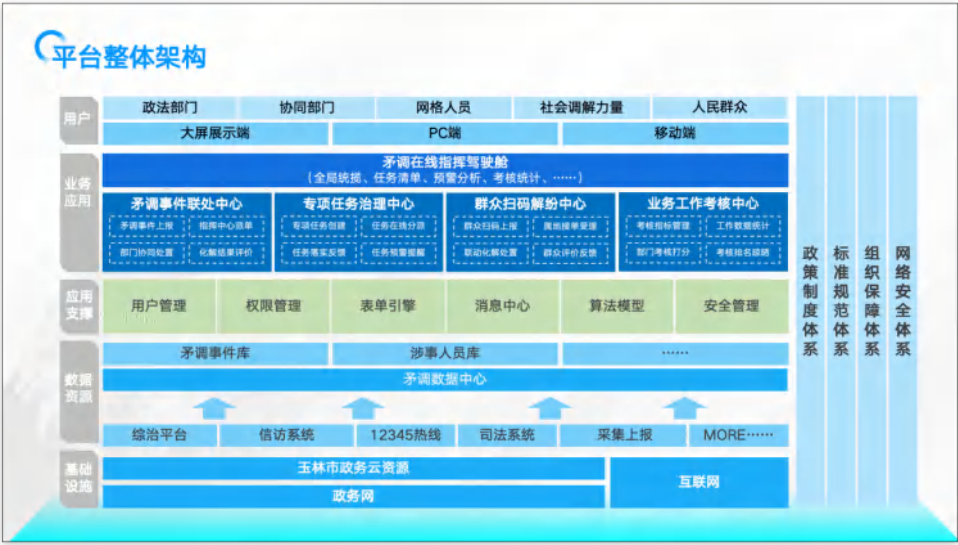 平台整体架构
用户
政法部门 协同部门 网格人员 社会调解力量 人民群众
大屏展示端 PC端 移动端
业务
应用
矛调在线指挥驾驶舱
(全局统揽、任务清单、预警分析、考核统计、……)
矛调事件联处中心 专项任务治理中心 群众扫码解纷中心 业务工作考核中心
矛调事件上报 指挥中心派单 专项任务创建 任务在线分派 群众扫码上报 属地接单受理 考核指标管理 工作数据统计
部门协同处置 化解结果评价 任务落实反馈 任务预警提醒 联动化解处置 群众评价反馈 部门考核打分 考核排名晾晒
应用
支撑
用户管理 权限管理 表单引擎 消息中心 算法模型 安全管理
数据
资源
矛调事件库 涉事人员库 ……
矛调数据中心
综治平台 信访系统 12345热线 司法系统 采集上报 MORE……
基础
设施
玉林市政务云资源
政务网
互联网
政策制度体系
标准规范体系
组织保障体系
网络安全体系